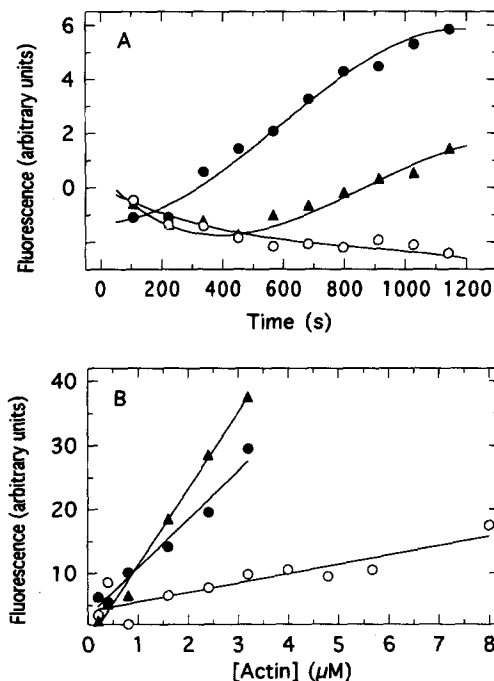 A
Fluorescence (arbitrary units)
6
4
2
0
0 200 400 600 800 1000 1200
Time (s)
B
Fluorescence (arbitrary units)
40
30
20
10
0 1 2 3 4 5 6 7 8
[Actin] (μM)